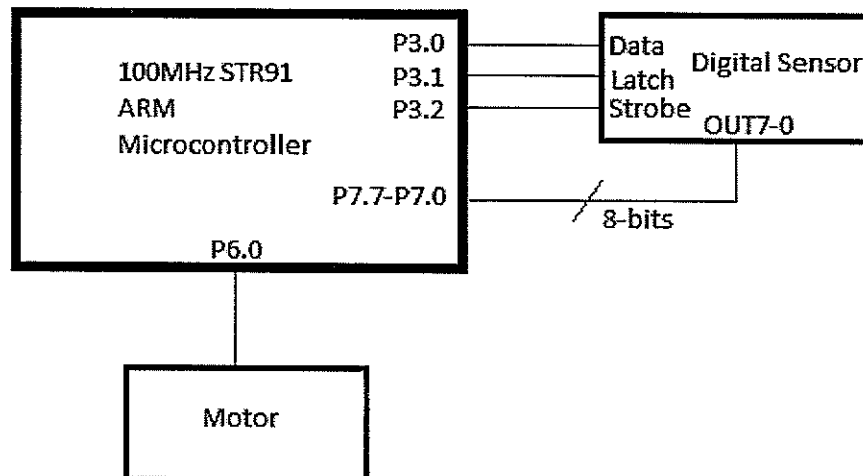 P3.0
P3.1
P3.2
100MHz STR91
ARM
Microcontroller
P7.7-P7.0
P6.0
Data
Latch
Strobe
Digital Sensor
OUT7-0
8-bits
Motor